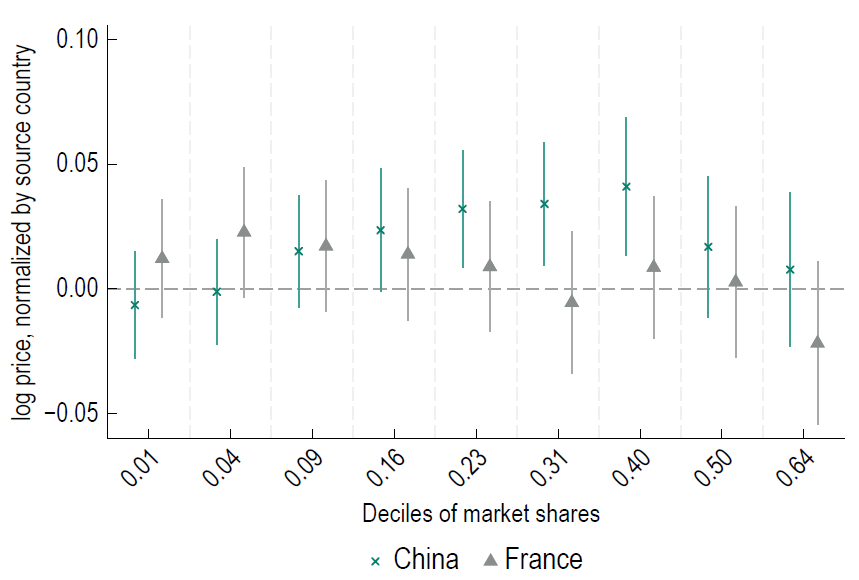 log price, normalized by source country
0.10
0.05
0.00
−0.05
0.01 0.04 0.09 0.16 0.23 0.31 0.40 0.50 0.64
Deciles of market shares
China France